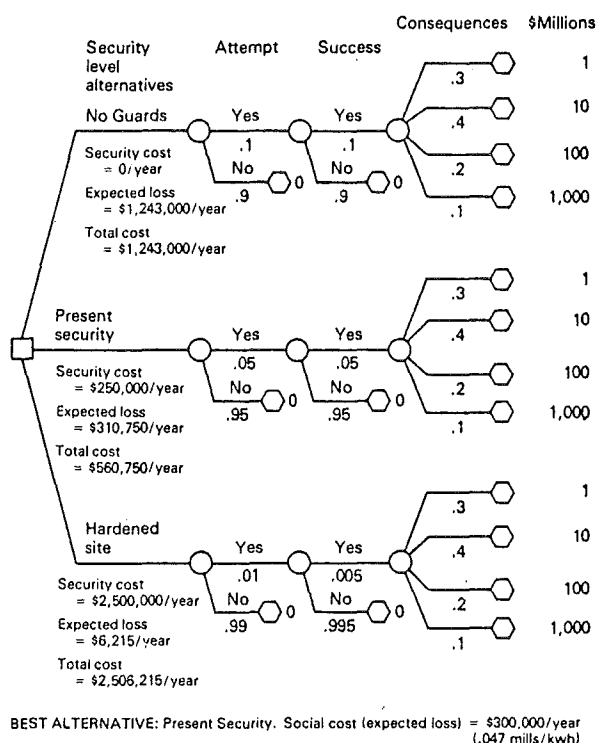 Consequences $Millions
Security level alternatives
Attempt Success
No Guards
Yes Yes
.1 .1
No No
.9 0 .9 0
.3 1
.4 10
.2 100
.1 1,000
Security cost
= 0/year
Expected loss
= $1,243,000/year
Total cost
= $1,243,000/year
Present security
Yes Yes
.05 .05
No No
.95 0 .95 0
.3 1
.4 10
.2 100
.1 1,000
Security cost
= $250,000/year
Expected loss
= $310,750/year
Total cost
= $560,750/year
Hardened site
Yes Yes
.01 .005
No No
.99 0 .995 0
.3 1
.4 10
.2 100
.1 1,000
Security cost
= $2,500,000/year
Expected loss
= $6,215/year
Total cost
= $2,506,215/year
BEST ALTERNATIVE: Present Security. Social cost (expected loss) = $300,000/year
(.047 mills/kwh)